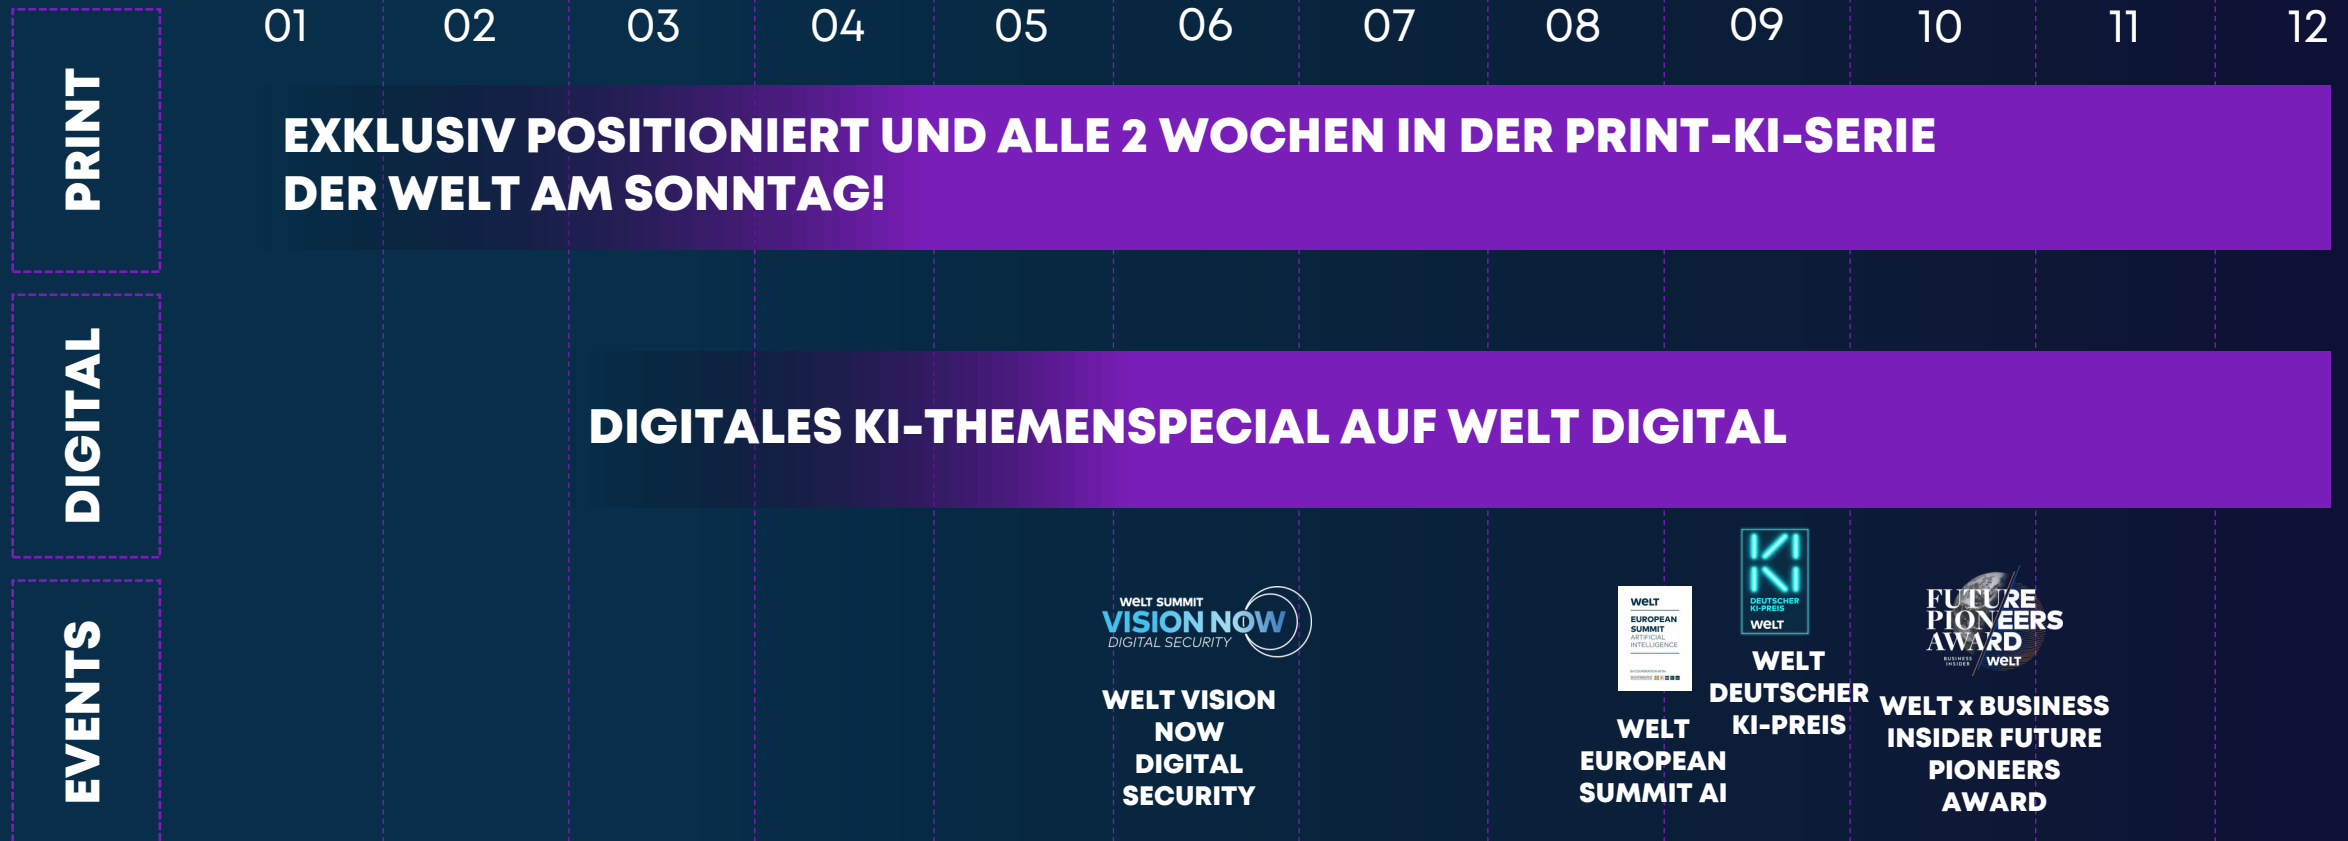 01 02 03 04 05 06 07 08 09 10 11 12
PRINT
EXKLUSIV POSITIONIERT UND ALLE 2 WOCHEN IN DER PRINT-KI-SERIE
DER WELT AM SONNTAG!
DIGITAL
DIGITALES KI-THEMENSPECIAL AUF WELT DIGITAL
EVENTS
WELT SUMMIT
VISION NOW
DIGITAL SECURITY
WELT VISION
NOW
DIGITAL
SECURITY
WELT
EUROPEAN
SUMMIT
ARTIFICIAL
INTELLIGENCE
WELT
EUROPEAN
SUMMIT AI
KI
KI
DEUTSCHER
KI-PREIS
WELT
WELT
DEUTSCHER
KI-PREIS
FUTURE
PIONEERS
AWARD
BUSINESS
INSIDER
WELT
WELT x BUSINESS
INSIDER FUTURE
PIONEERS
AWARD